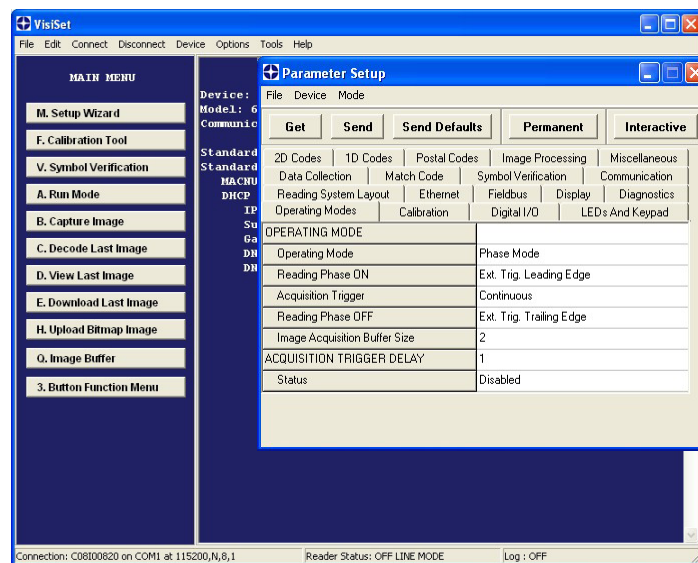 VisiSet
File Edit Connect Disconnect Device Options Tools Help
MAIN MENU
M. Setup Wizard
F. Calibration Tool
V. Symbol Verification
A. Run Mode
B. Capture Image
C. Decode Last Image
D. View Last Image
E. Download Last Image
H. Upload Bitmap Image
Q. Image Buffer
3. Button Function Menu
Device:
Model: 6
Communic
Standard
Standard
MACNU
DHCP
IP
Su
Ga
DN
DN
Parameter Setup
File Device Mode
Get Send Send Defaults Permanent Interactive
2D Codes 1D Codes Postal Codes Image Processing Miscellaneous
Data Collection Match Code Symbol Verification Communication
Reading System Layout Ethernet Fieldbus Display Diagnostics
Operating Modes Calibration Digital I/O LEDs And Keypad
OPERATING MODE
Operating Mode Phase Mode
Reading Phase ON Ext. Trig. Leading Edge
Acquisition Trigger Continuous
Reading Phase OFF Ext. Trig. Trailing Edge
Image Acquisition Buffer Size 2
ACQUISITION TRIGGER DELAY 1
Status Disabled
Connection: C08I00820 on COM1 at 115200,N,8,1 Reader Status: OFF LINE MODE Log : OFF